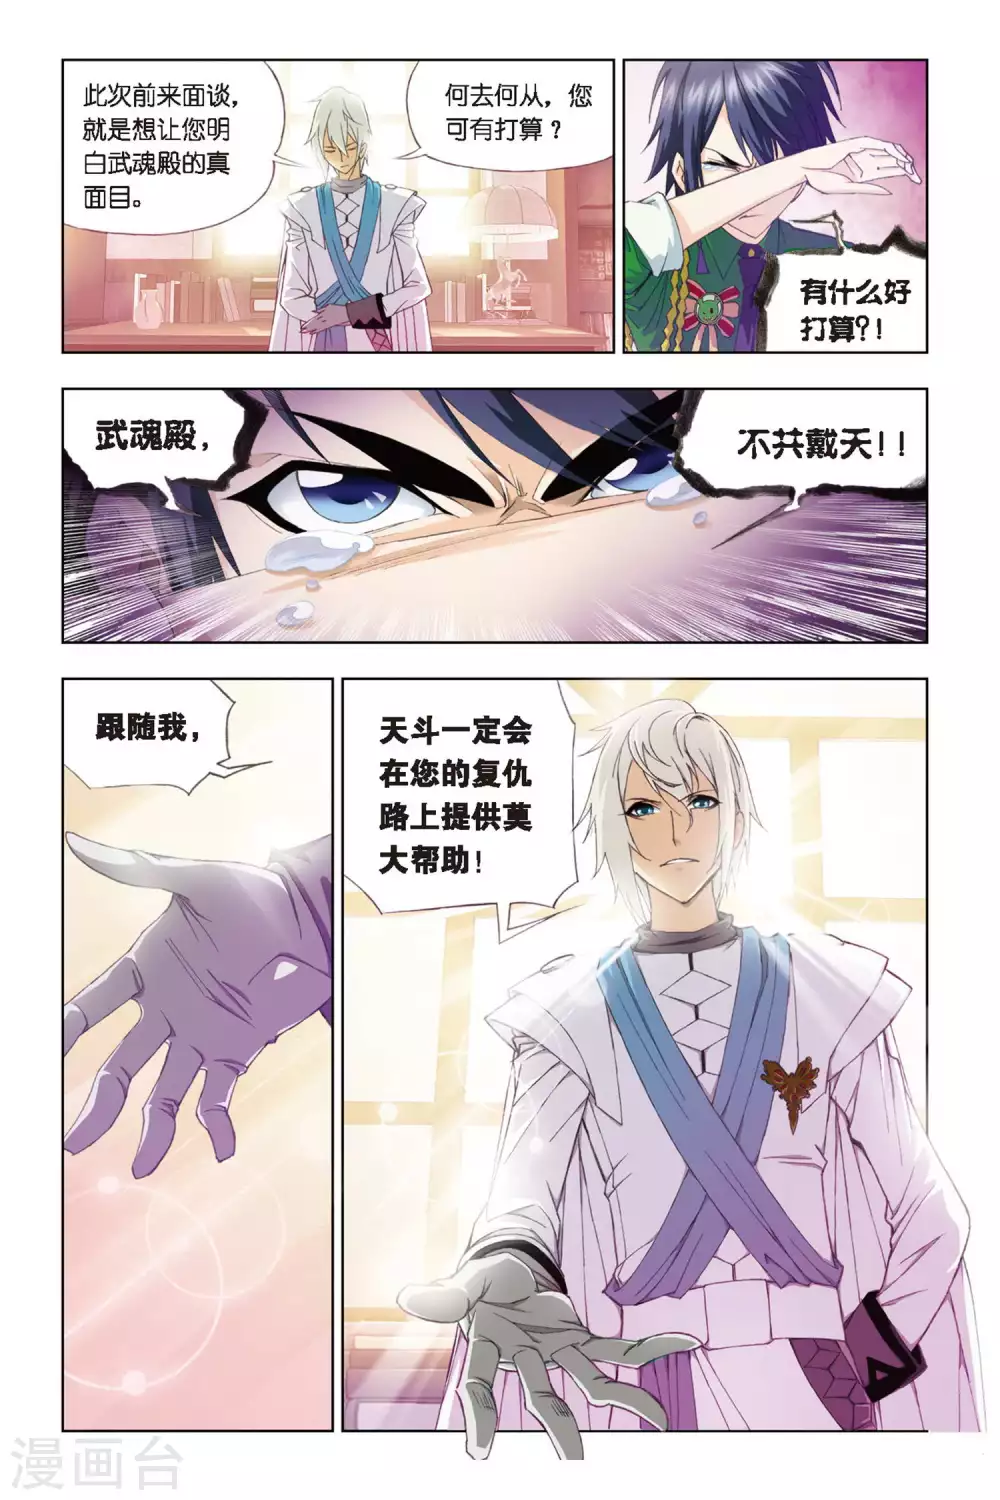 此次前来面谈，
就是想让您明
白武魂殿的真
面目。
何去何从，您
可有打算？
有什么好
打算?!
武魂殿，
不共戴天!!
跟随我，
天斗一定会
在您的复仇
路上提供莫
大帮助！
漫画台